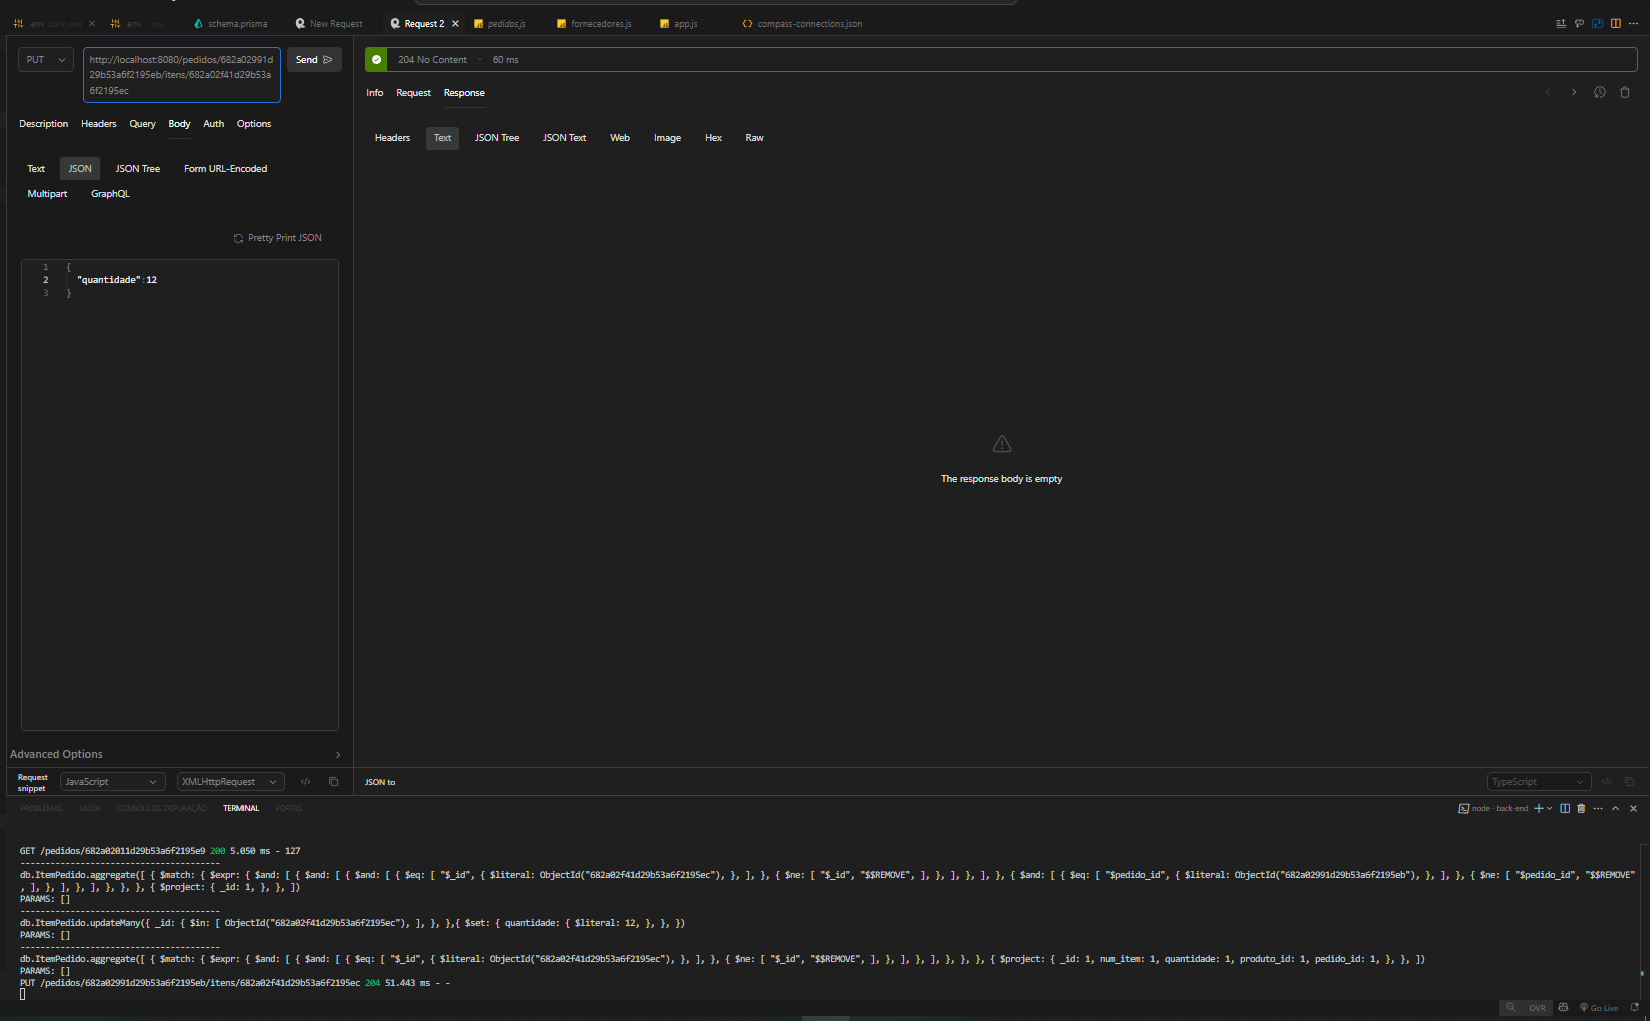 .env back-end
.env
schema.prisma
New Request
Request 2
pedidos.js
fornecedores.js
app.js
compass-connections.json
PUT
http://localhost:8080/pedidos/682a02991d
29b53a6f2195eb/itens/682a02f41d29b53a
6f2195ec
Send
204 No Content · 60 ms
Info Request Response
Description Headers Query Body Auth Options
Headers Text JSON Tree JSON Text Web Image Hex Raw
Text JSON JSON Tree Form URL-Encoded
Multipart GraphQL
Pretty Print JSON
1 {
2 "quantidade":12
3 }
The response body is empty
Advanced Options
Request
snippet
JavaScript
XMLHttpRequest
JSON to
TypeScript
PROBLEMAS SAÍDA CONSOLE DE DEPURAÇÃO TERMINAL PORTAS
node - back-end
GET /pedidos/682a02011d29b53a6f2195e9 200 5.050 ms - 127
----------------------------------------
db.ItemPedido.aggregate([ { $match: { $expr: { $and: [ { $and: [ { $and: [ { $eq: [ "$_id", { $literal: ObjectId("682a02f41d29b53a6f2195ec"), }, ], }, { $ne: [ "$_id", "$$REMOVE", ], }, ], }, ], }, { $and: [ { $eq: [ "$pedido_id", { $literal: ObjectId("682a02991d29b53a6f2195eb"), }, ], }, { $ne: [ "$pedido_id", "$$REMOVE"
, ], }, ], }, ], }, }, }, { $project: { _id: 1, }, }, ])
PARAMS: []
----------------------------------------
db.ItemPedido.updateMany({ _id: { $in: [ ObjectId("682a02f41d29b53a6f2195ec"), ], }, },{ $set: { quantidade: { $literal: 12, }, }, })
PARAMS: []
----------------------------------------
db.ItemPedido.aggregate([ { $match: { $expr: { $and: [ { $and: [ { $eq: [ "$_id", { $literal: ObjectId("682a02f41d29b53a6f2195ec"), }, ], }, { $ne: [ "$_id", "$$REMOVE", ], }, ], }, ], }, }, }, { $project: { _id: 1, num_item: 1, quantidade: 1, produto_id: 1, pedido_id: 1, }, }, ])
PARAMS: []
PUT /pedidos/682a02991d29b53a6f2195eb/itens/682a02f41d29b53a6f2195ec 204 51.443 ms - -
OVR
Go Live